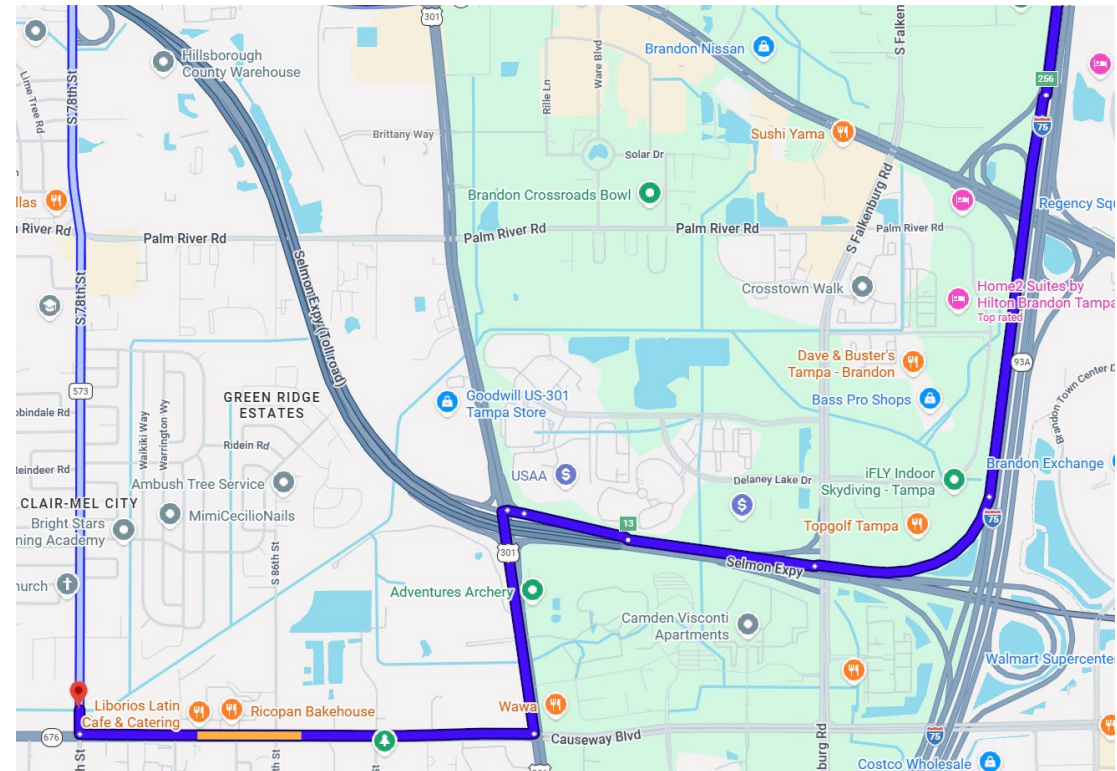 301
Hillsborough
County Warehouse
Brandon Nissan
S Falken
Ware Blvd
Rille Ln
Lime Tree Rd
S 78th St
256
75
Brittany Way
Sushi Yama
Solar Dr
Brandon Crossroads Bowl
llas
Regency Squ
n River Rd
Palm River Rd
Palm River Rd
Palm River Rd
Palm River Rd
S Falkenburg Rd
S 78th St
Selmon Expy (Toll road)
Crosstown Walk
Home2 Suites by
Hilton Brandon Tampa
Top rated
Dave & Buster's
Tampa - Brandon
93A
573
GREEN RIDGE
ESTATES
Goodwill US-301
Tampa Store
Bass Pro Shops
Brandon Town Center D
obindale Rd
Waikiki Way
Warrington Wy
Ridein Rd
teindeer Rd
Ambush Tree Service
USAA
Delaney Lake Dr
iFLY Indoor
Skydiving - Tampa
Brandon Exchange
CLAIR-MEL CITY
Bright Stars
ning Academy
MimiCecilioNails
13
Topgolf Tampa
75
301
S 86th St
Selmon Expy
hurch
Adventures Archery
Camden Visconti
Apartments
Walmart Supercenter
Liborios Latin
Cafe & Catering
Ricopan Bakehouse
Wawa
676
Causeway Blvd
75
th St
th St
St
burg Rd
Costco Wholesale